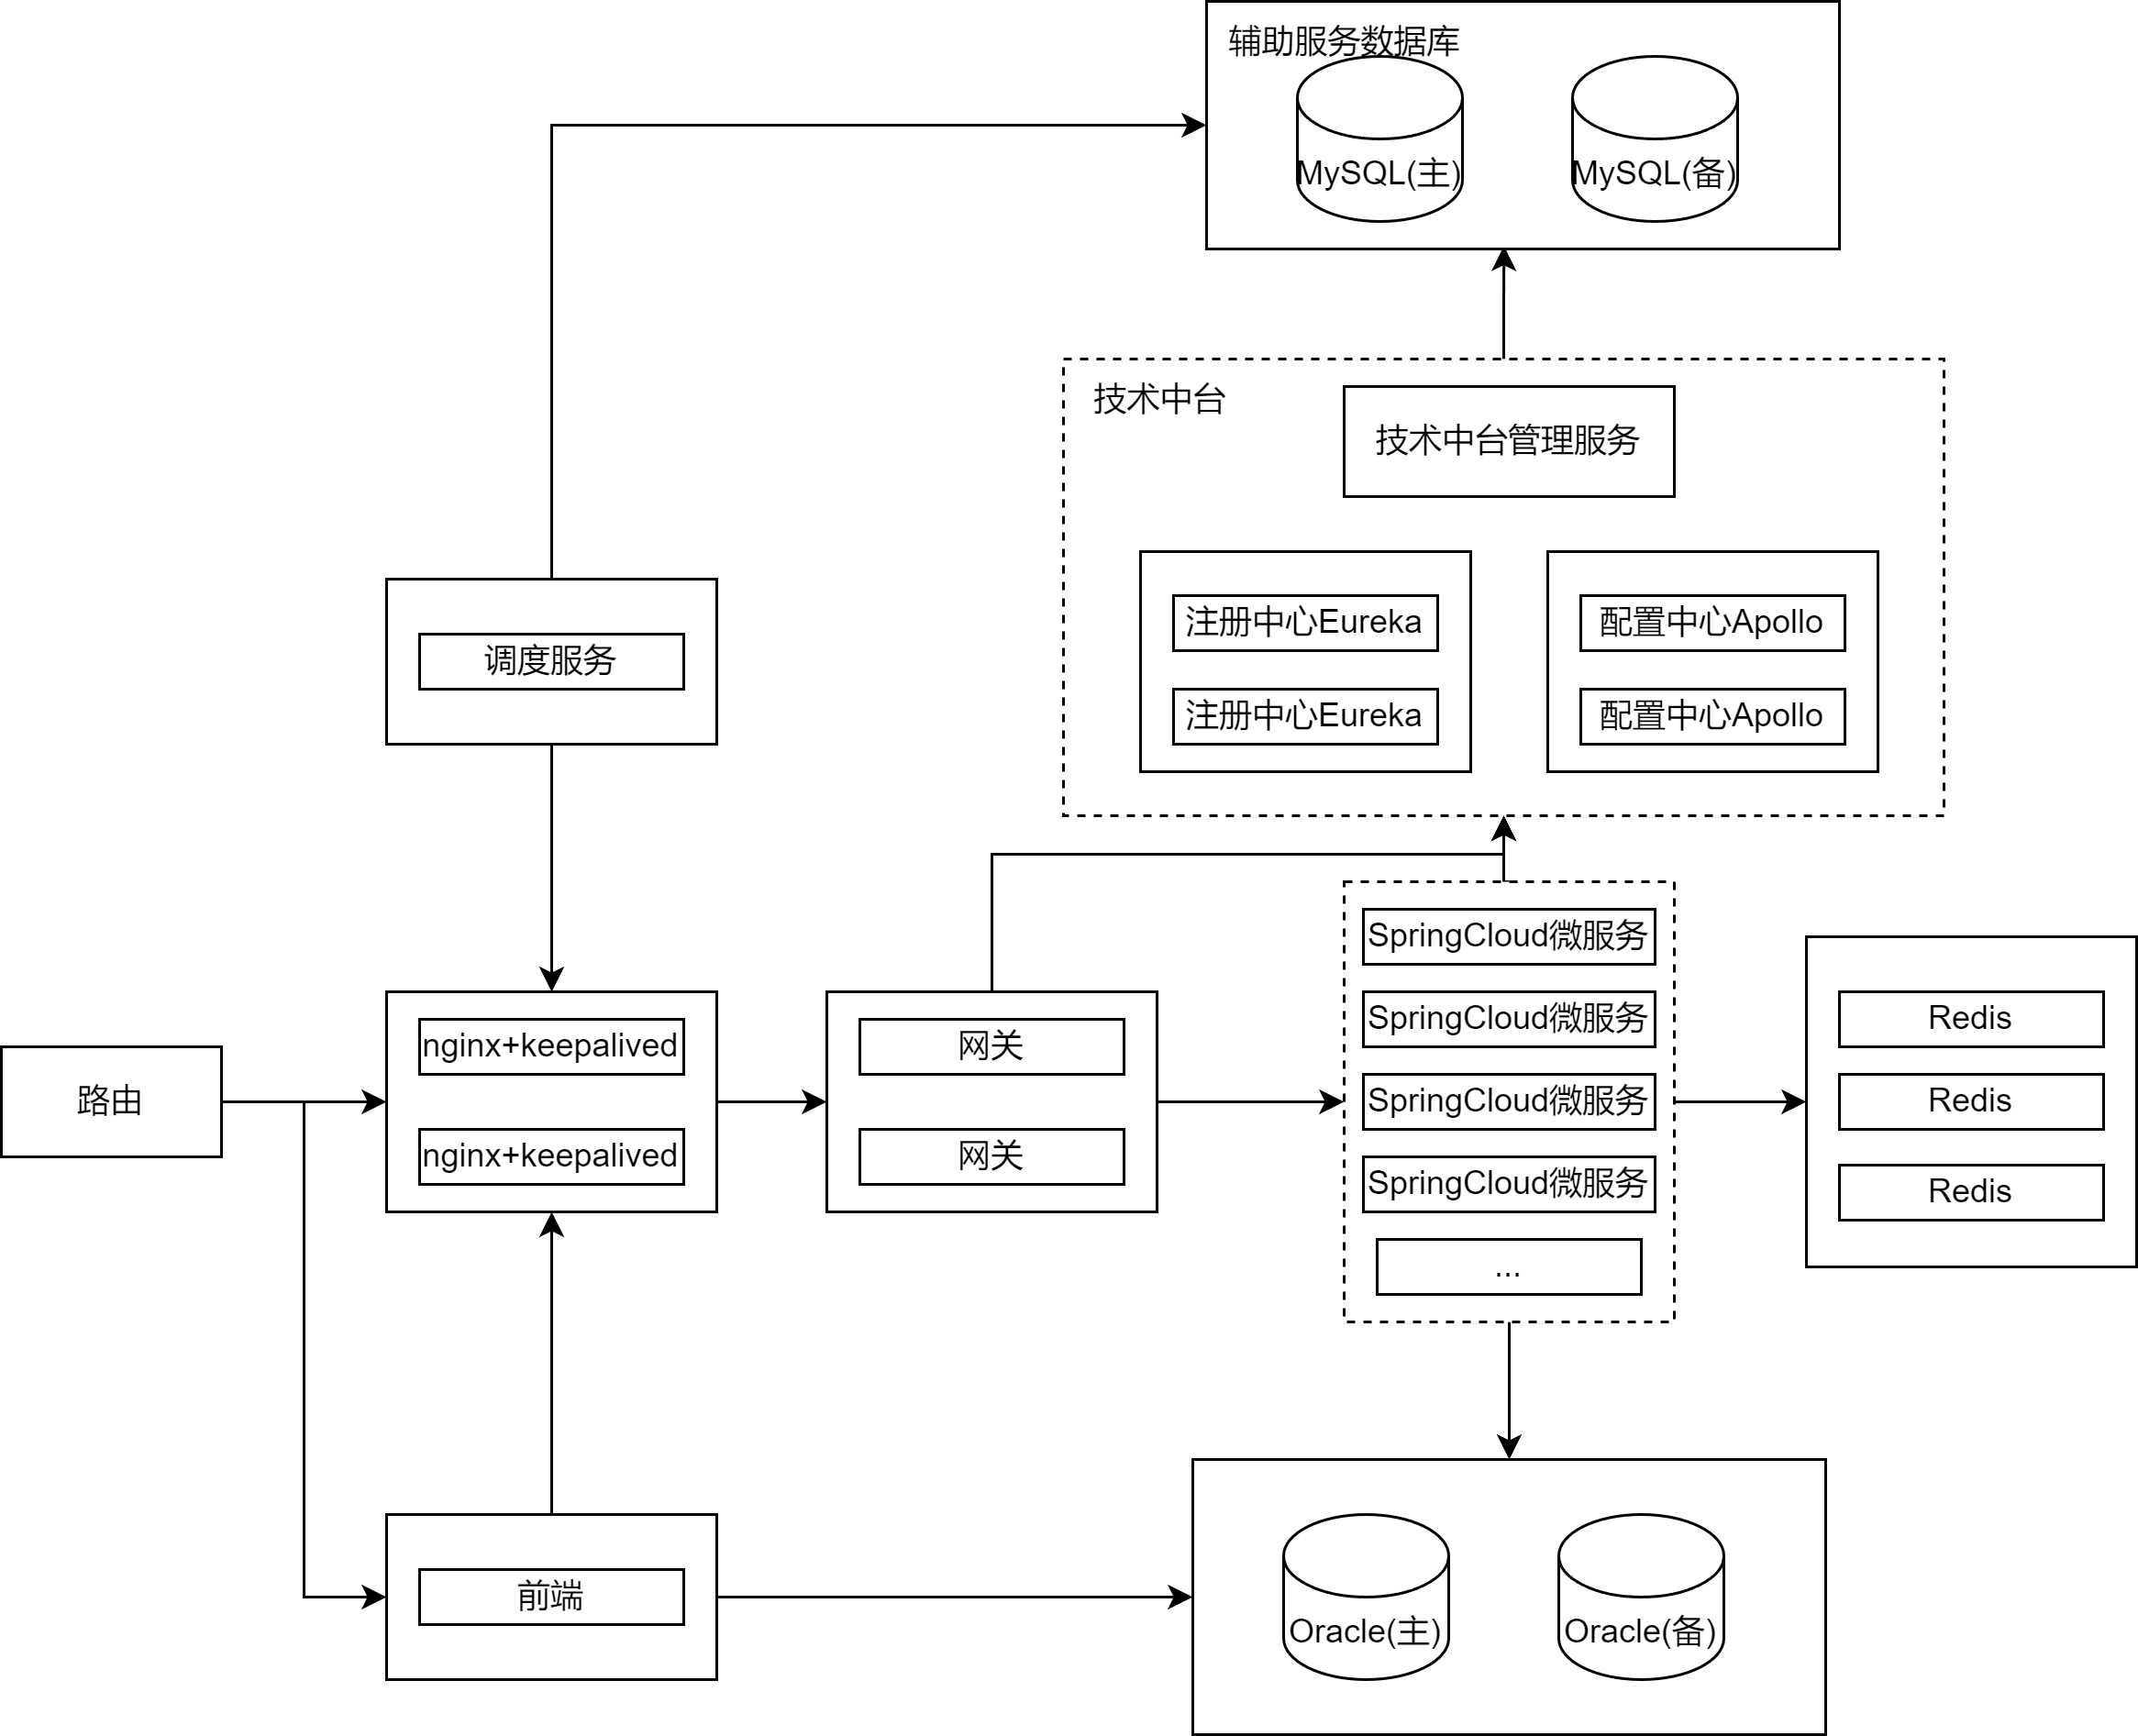 辅助服务数据库
MySQL(主)
MySQL(备)
技术中台
技术中台管理服务
注册中心Eureka
配置中心Apollo
注册中心Eureka
配置中心Apollo
调度服务
SpringCloud微服务
SpringCloud微服务
SpringCloud微服务
SpringCloud微服务
...
nginx+keepalived
nginx+keepalived
网关
网关
路由
Redis
Redis
Redis
前端
Oracle(主)
Oracle(备)